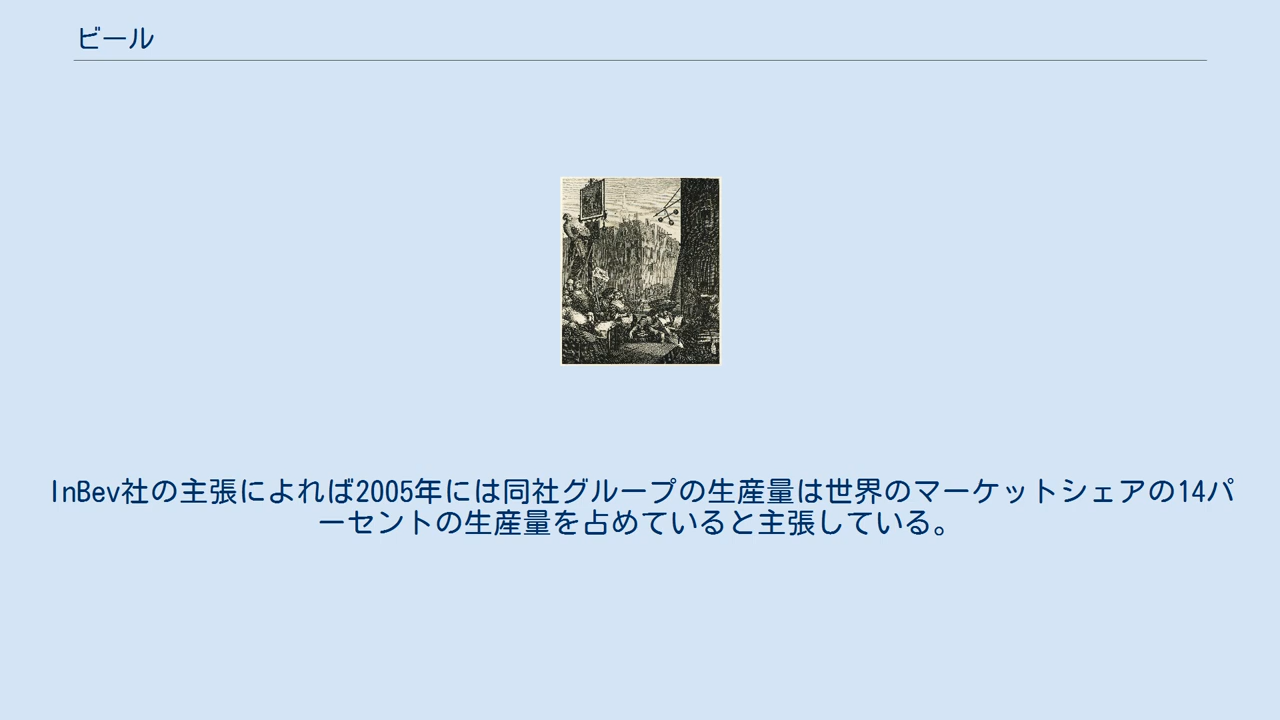 ビール
InBev社の主張によれば2005年には同社グループの生産量は世界のマーケットシェアの14パ
ーセントの生産量を占めていると主張している。